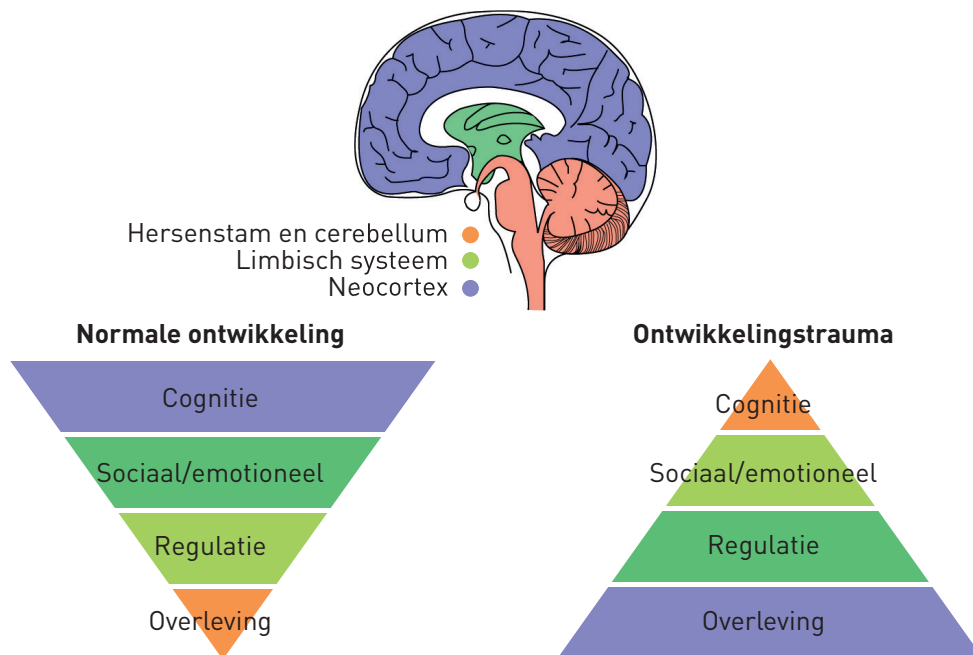 Hersenstam en cerebellum
Limbisch systeem
Neocortex
Normale ontwikkeling
Cognitie
Sociaal/emotioneel
Regulatie
Overleving
Ontwikkelingstrauma
Cognitie
Sociaal/emotioneel
Regulatie
Overleving